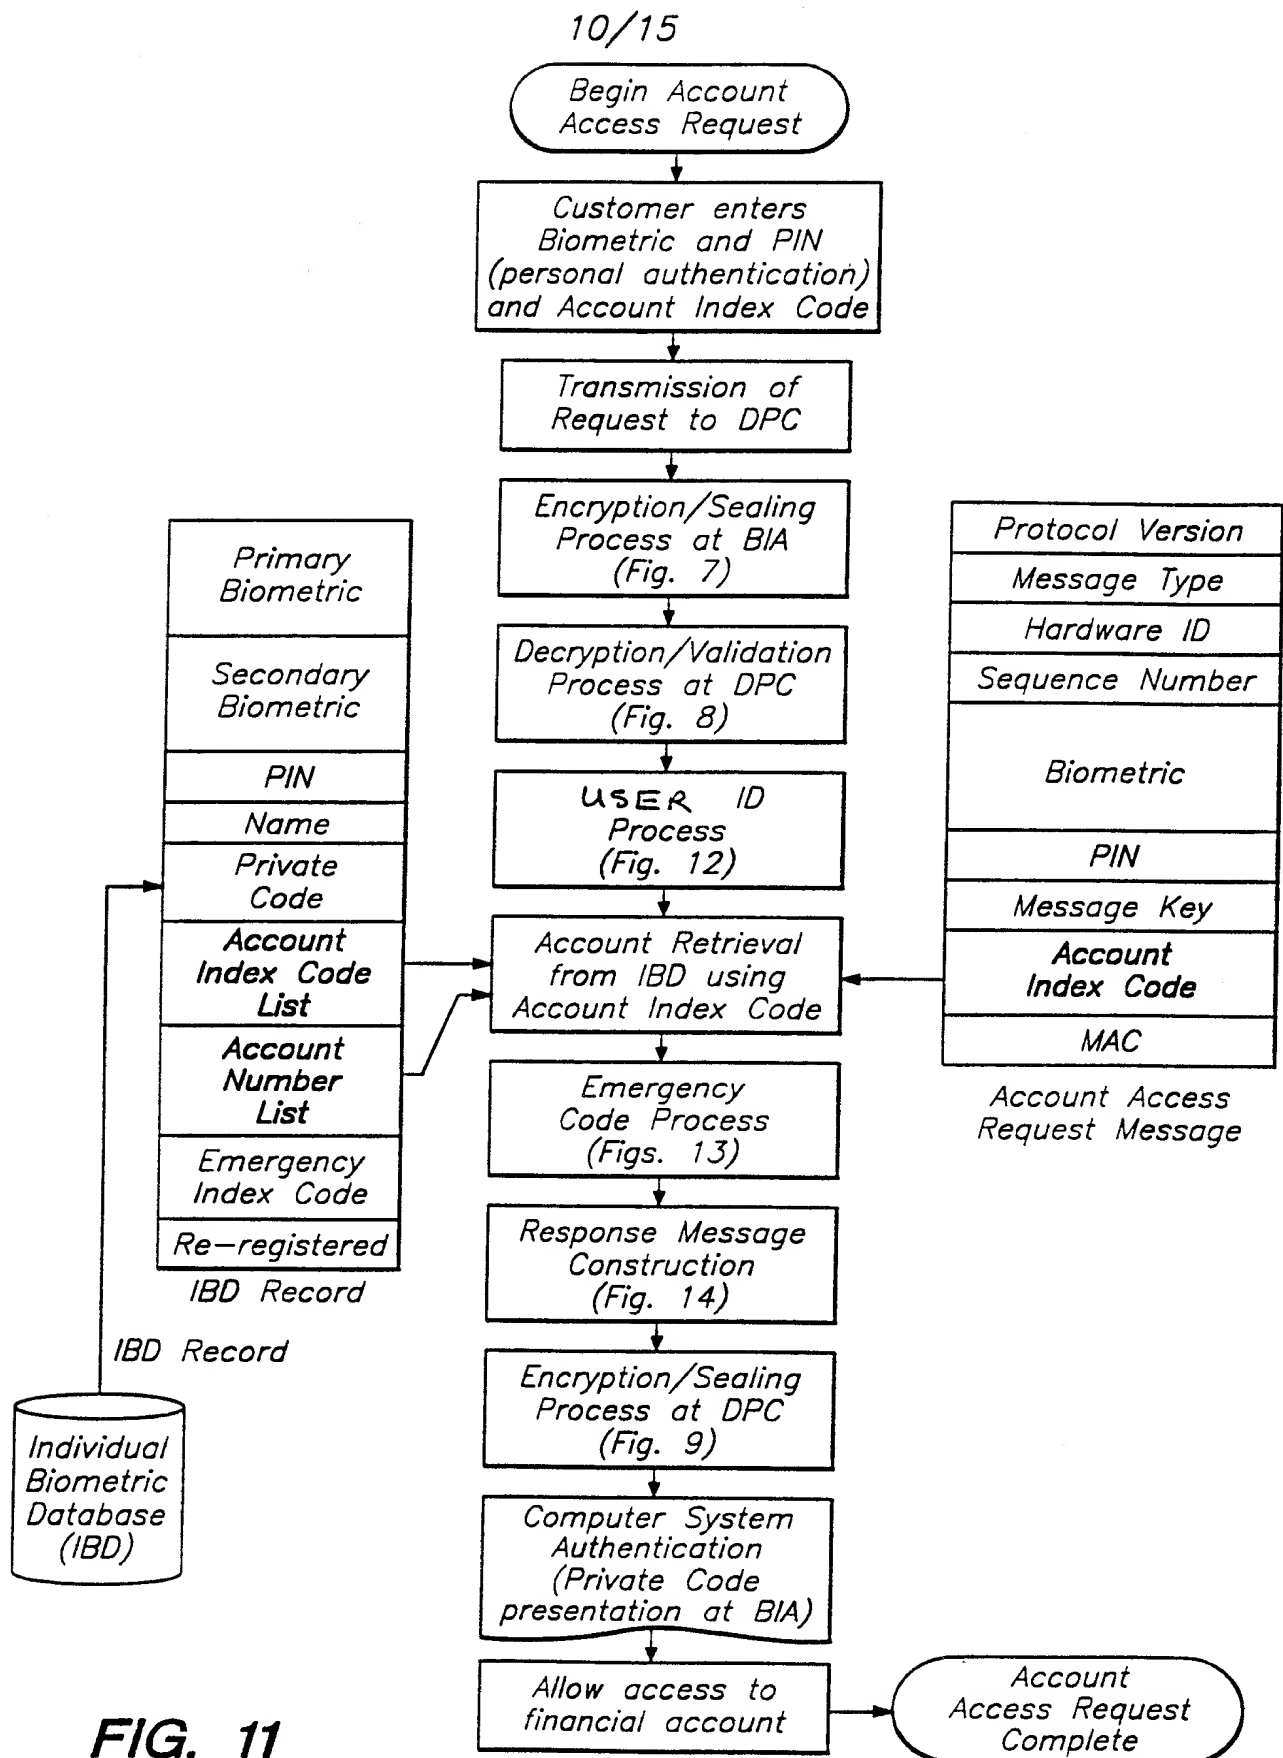 10/15
Begin Account
Access Request
Customer enters
Biometric and PIN
(personal authentication)
and Account Index Code
Transmission of
Request to DPC
Encryption/Sealing
Process at BIA
(Fig. 7)
Decryption/Validation
Process at DPC
(Fig. 8)
USER ID
Process
(Fig. 12)
Account Retrieval
from IBD using
Account Index Code
Emergency
Code Process
(Figs. 13)
Response Message
Construction
(Fig. 14)
Encryption/Sealing
Process at DPC
(Fig. 9)
Computer System
Authentication
(Private Code
presentation at BIA)
Allow access to
financial account
Account
Access Request
Complete
Primary
Biometric
Secondary
Biometric
PIN
Name
Private
Code
Account
Index Code
List
Account
Number
List
Emergency
Index Code
Re-registered
IBD Record
IBD Record
Individual
Biometric
Database
(IBD)
Protocol Version
Message Type
Hardware ID
Sequence Number
Biometric
PIN
Message Key
Account
Index Code
MAC
Account Access
Request Message
FIG. 11